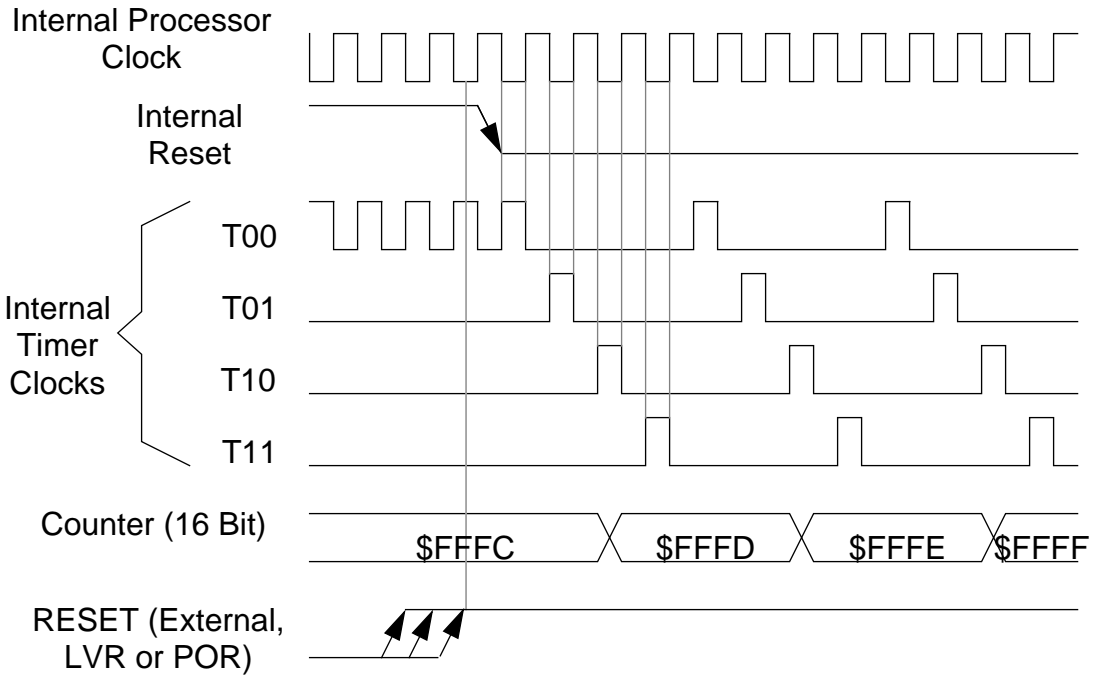 Internal Processor
Clock
Internal
Reset
T00
T01
Internal
Timer
Clocks
T10
T11
Counter (16 Bit)
$FFFC
$FFFD
$FFFE
$FFFF
RESET (External,
LVR or POR)